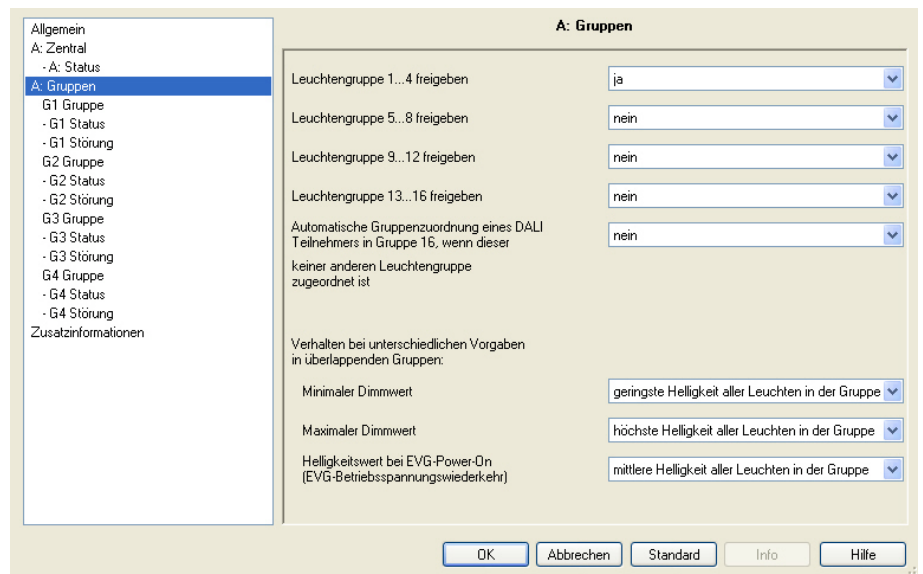 Allgemein
A: Zentral
- A: Status
A: Gruppen
G1 Gruppe
- G1 Status
- G1 Störung
G2 Gruppe
- G2 Status
- G2 Störung
G3 Gruppe
- G3 Status
- G3 Störung
G4 Gruppe
- G4 Status
- G4 Störung
Zusatzinformationen
A: Gruppen
Leuchtengruppe 1...4 freigeben ja
Leuchtengruppe 5...8 freigeben nein
Leuchtengruppe 9...12 freigeben nein
Leuchtengruppe 13...16 freigeben nein
Automatische Gruppenzuordnung eines DALI
Teilnehmers in Gruppe 16, wenn dieser nein
keiner anderen Leuchtengruppe
zugeordnet ist
Verhalten bei unterschiedlichen Vorgaben
in überlappenden Gruppen:
Minimaler Dimmwert geringste Helligkeit aller Leuchten in der Gruppe
Maximaler Dimmwert höchste Helligkeit aller Leuchten in der Gruppe
Helligkeitswert bei EVG-Power-On
(EVG-Betriebsspannungswiederkehr) mittlere Helligkeit aller Leuchten in der Gruppe
OK Abbrechen Standard Info Hilfe